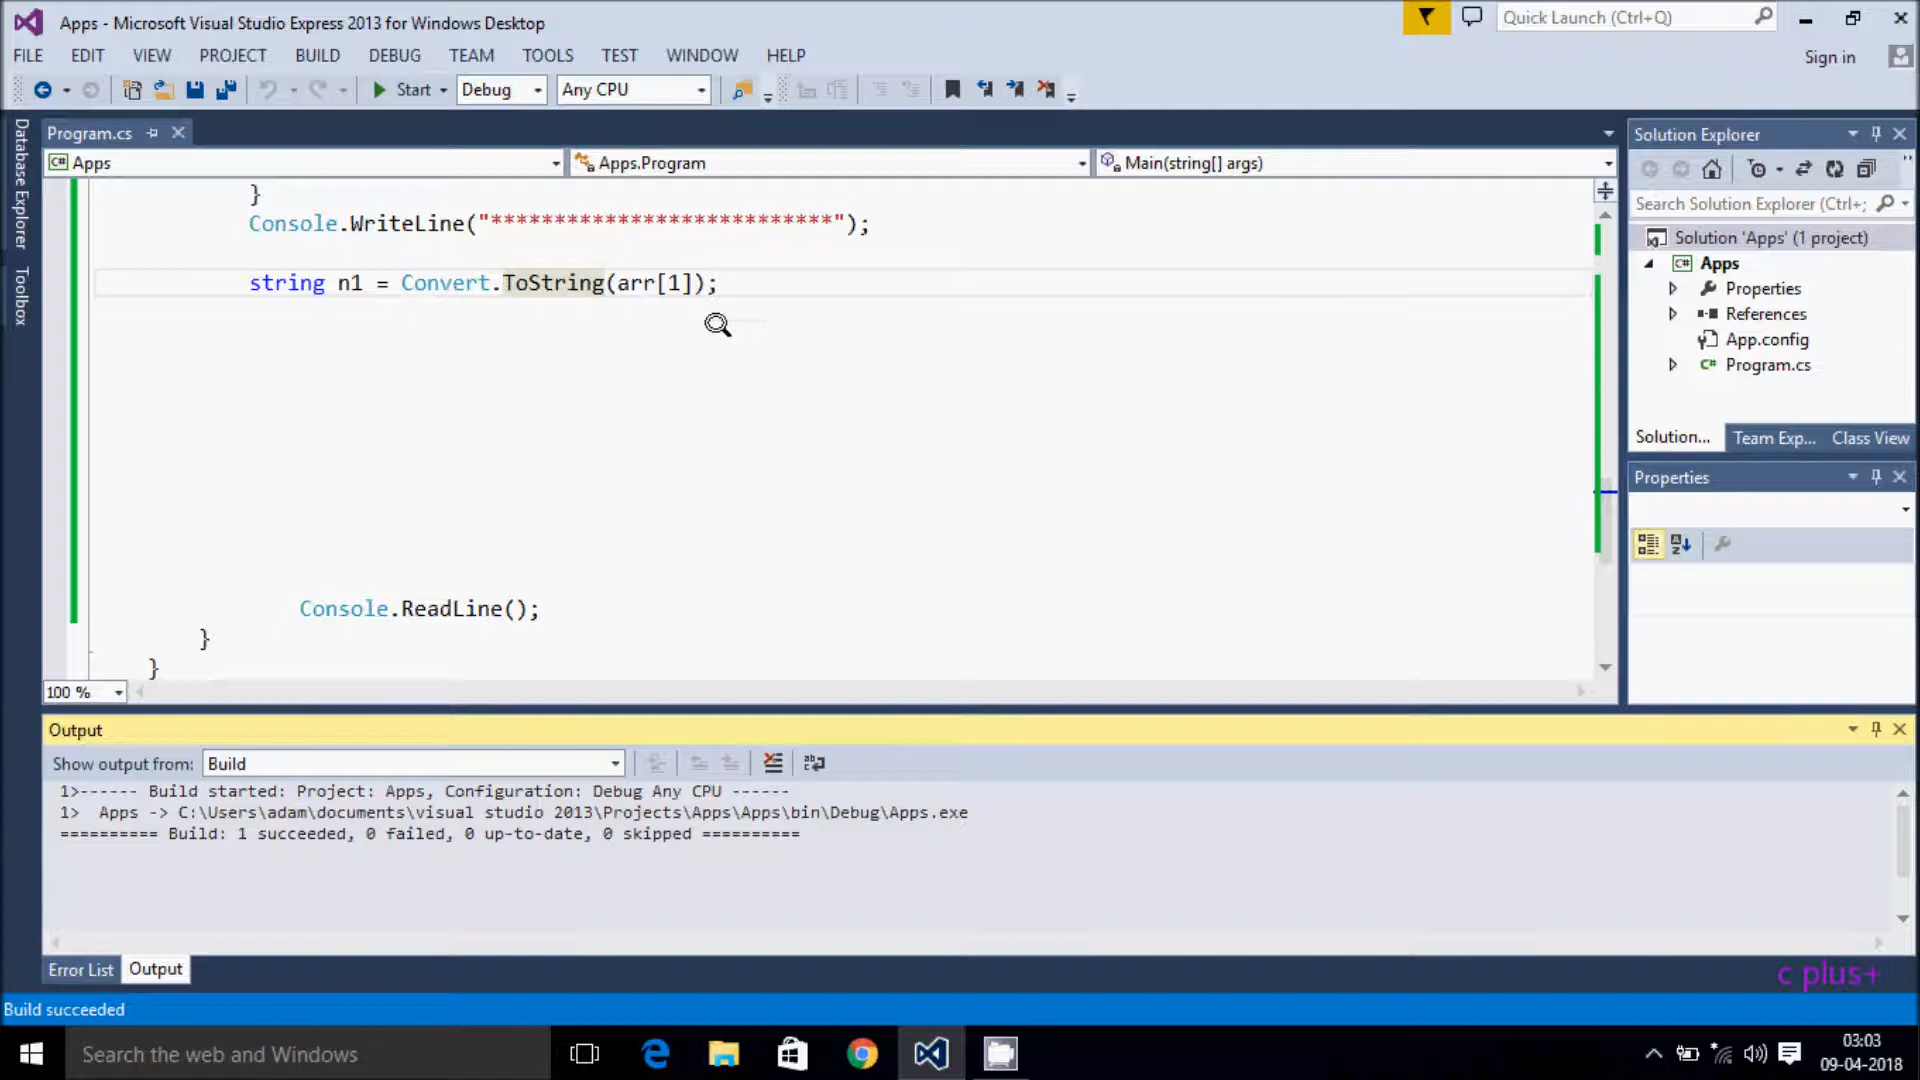 Apps - Microsoft Visual Studio Express 2013 for Windows Desktop
Quick Launch (Ctrl+Q)
FILE EDIT VIEW PROJECT BUILD DEBUG TEAM TOOLS TEST WINDOW HELP
Sign in
Start Debug Any CPU
Database Explorer
Toolbox
Program.cs
Apps
Apps.Program
Main(string[] args)
}
Console.WriteLine("***************************");
string n1 = Convert.ToString(arr[1]);
Console.ReadLine();
}
}
100 %
Solution Explorer
Search Solution Explorer (Ctrl+;
Solution 'Apps' (1 project)
C# Apps
Properties
References
App.config
C# Program.cs
Solution... Team Exp... Class View
Properties
Output
Show output from: Build
1>------ Build started: Project: Apps, Configuration: Debug Any CPU ------
1>  Apps -> C:\Users\adam\documents\visual studio 2013\Projects\Apps\Apps\bin\Debug\Apps.exe
========== Build: 1 succeeded, 0 failed, 0 up-to-date, 0 skipped ==========
Error List Output
c plus+
Build succeeded
Search the web and Windows
03:03
09-04-2018